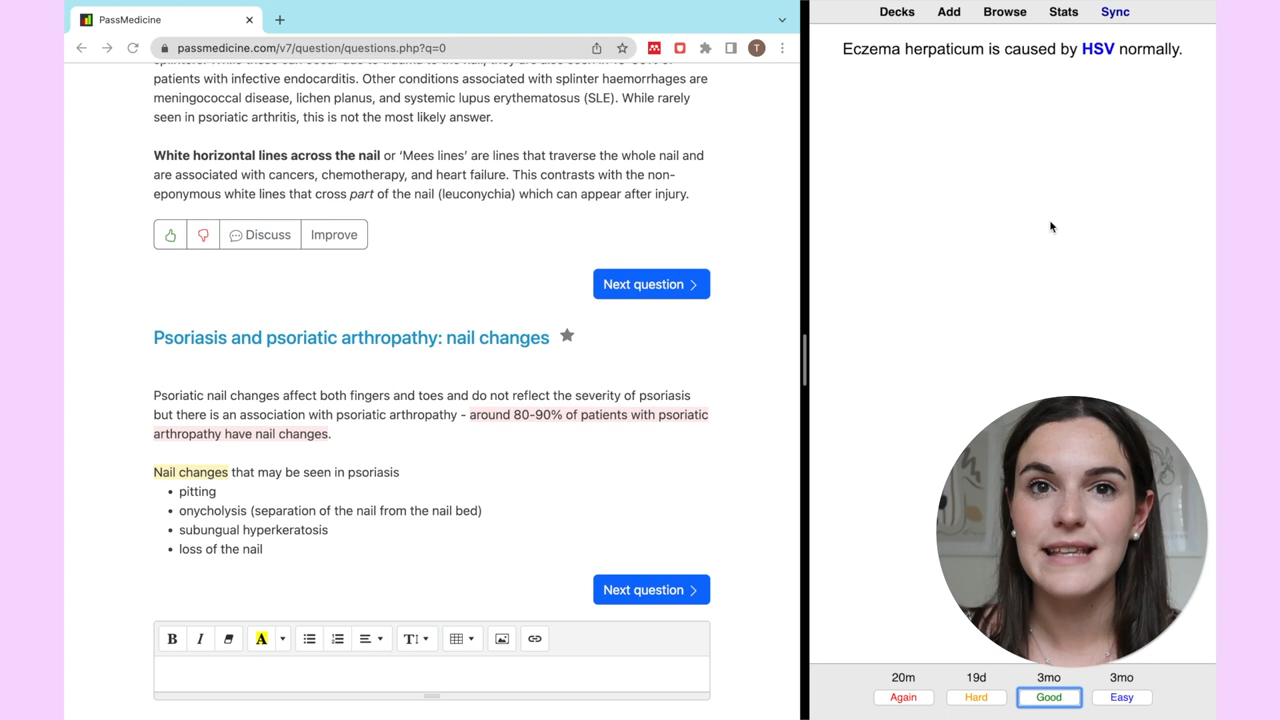 PassMedicine
passmedicine.com/v7/question/questions.php?q=0
T
patients with infective endocarditis. Other conditions associated with splinter haemorrhages are
meningococcal disease, lichen planus, and systemic lupus erythematosus (SLE). While rarely
seen in psoriatic arthritis, this is not the most likely answer.
White horizontal lines across the nail or ‘Mees lines’ are lines that traverse the whole nail and
are associated with cancers, chemotherapy, and heart failure. This contrasts with the non-
eponymous white lines that cross part of the nail (leuconychia) which can appear after injury.
Discuss
Improve
Next question
Psoriasis and psoriatic arthropathy: nail changes
Psoriatic nail changes affect both fingers and toes and do not reflect the severity of psoriasis
but there is an association with psoriatic arthropathy - around 80-90% of patients with psoriatic
arthropathy have nail changes.
Nail changes that may be seen in psoriasis
• pitting
• onycholysis (separation of the nail from the nail bed)
• subungual hyperkeratosis
• loss of the nail
Next question
B I A T
Decks Add Browse Stats Sync
Eczema herpaticum is caused by HSV normally.
20m 19d 3mo 3mo
Again Hard Good Easy